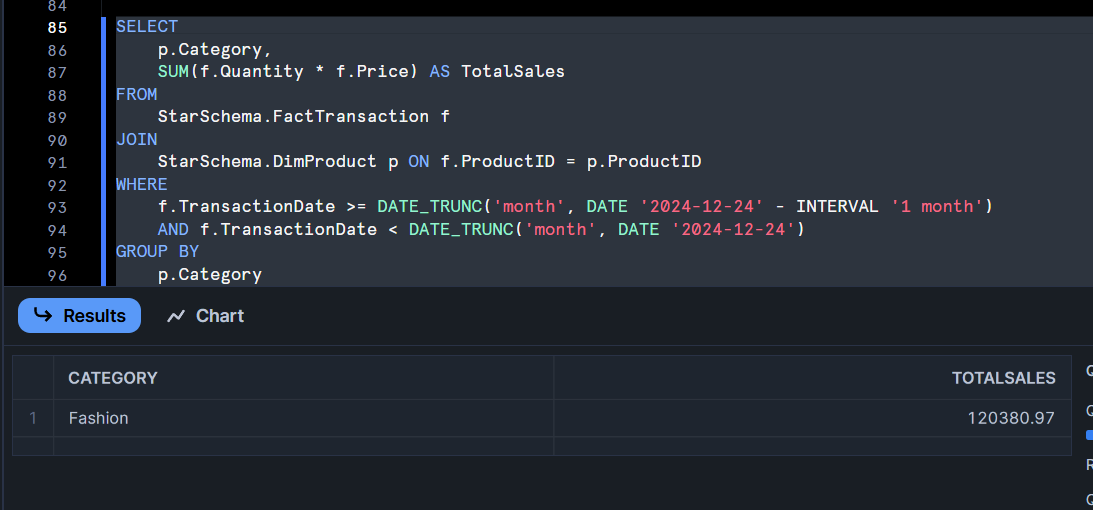 84
85 SELECT
86 p.Category,
87 SUM(f.Quantity * f.Price) AS TotalSales
88 FROM
89 StarSchema.FactTransaction f
90 JOIN
91 StarSchema.DimProduct p ON f.ProductID = p.ProductID
92 WHERE
93 f.TransactionDate >= DATE_TRUNC('month', DATE '2024-12-24' - INTERVAL '1 month')
94 AND f.TransactionDate < DATE_TRUNC('month', DATE '2024-12-24')
95 GROUP BY
96 p.Category
Results Chart
CATEGORY TOTALSALES
1 Fashion 120380.97